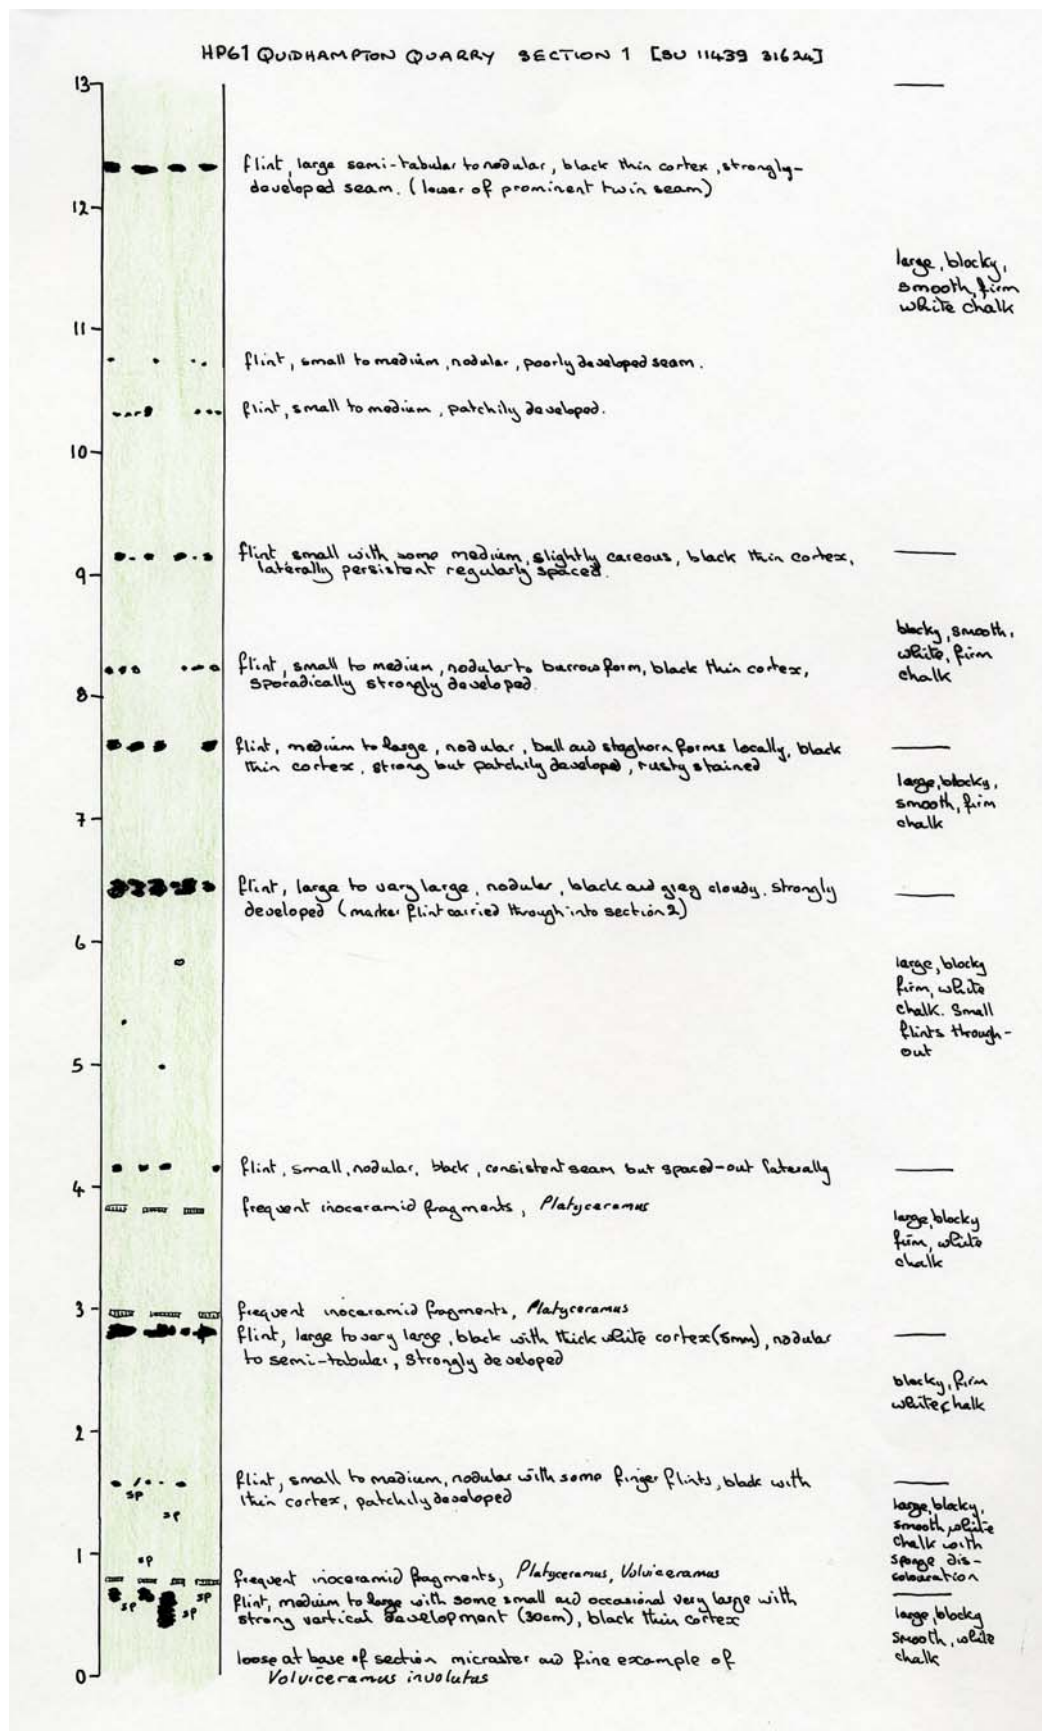 HP61 QUIDHAMPTON QUARRY SECTION 1 [SU 11439 31624]
13
flint, large semi-tabular to nodular, black thin cortex, strongly-
developed seam. (lower of prominent twin seam)
12
large, blocky,
smooth, firm
white chalk
11
flint, small to medium, nodular, poorly developed seam.
flint, small to medium, patchily developed.
10
flint small with some medium, slightly careous, black thin cortex,
laterally persistent regularly spaced.
9
blocky, smooth,
white, firm
chalk
flint, small to medium, nodular to burrowform, black thin cortex,
sporadically strongly developed.
8
flint, medium to large, nodular, ball and staghorn forms locally, black
thin cortex, strong but patchily developed, rusty stained
large, blocky,
smooth, firm
chalk
7
flint, large to very large, nodular, black and grey cloudy. strongly
developed (marker flint carried through into section 2)
6
large, blocky
firm, white
chalk. Small
flints through-
out
5
flint, small, nodular, black, consistent seam but spaced-out laterally
4
frequent inoceramid fragments, Platyceramus
large, blocky
firm, white
chalk
3
frequent inoceramid fragments, Platyceramus
flint, large to very large, black with thick white cortex (5mm), nodular
to semi-tabular, strongly developed
blocky, firm
white chalk
2
flint, small to medium, nodular with some finger flints, black with
thin cortex, patchily developed
sp
sp
large, blocky,
smooth, white
chalk with
sponge dis-
colouration
1
sp
frequent inoceramid fragments, Platyceramus, Volviceramus
flint, medium to large with some small and occasional very large with
strong vertical development (30cm), black thin cortex
sp
sp
sp
large, blocky
smooth, white
chalk
loose at base of section micraster and fine example of
Volviceramus involutus
0